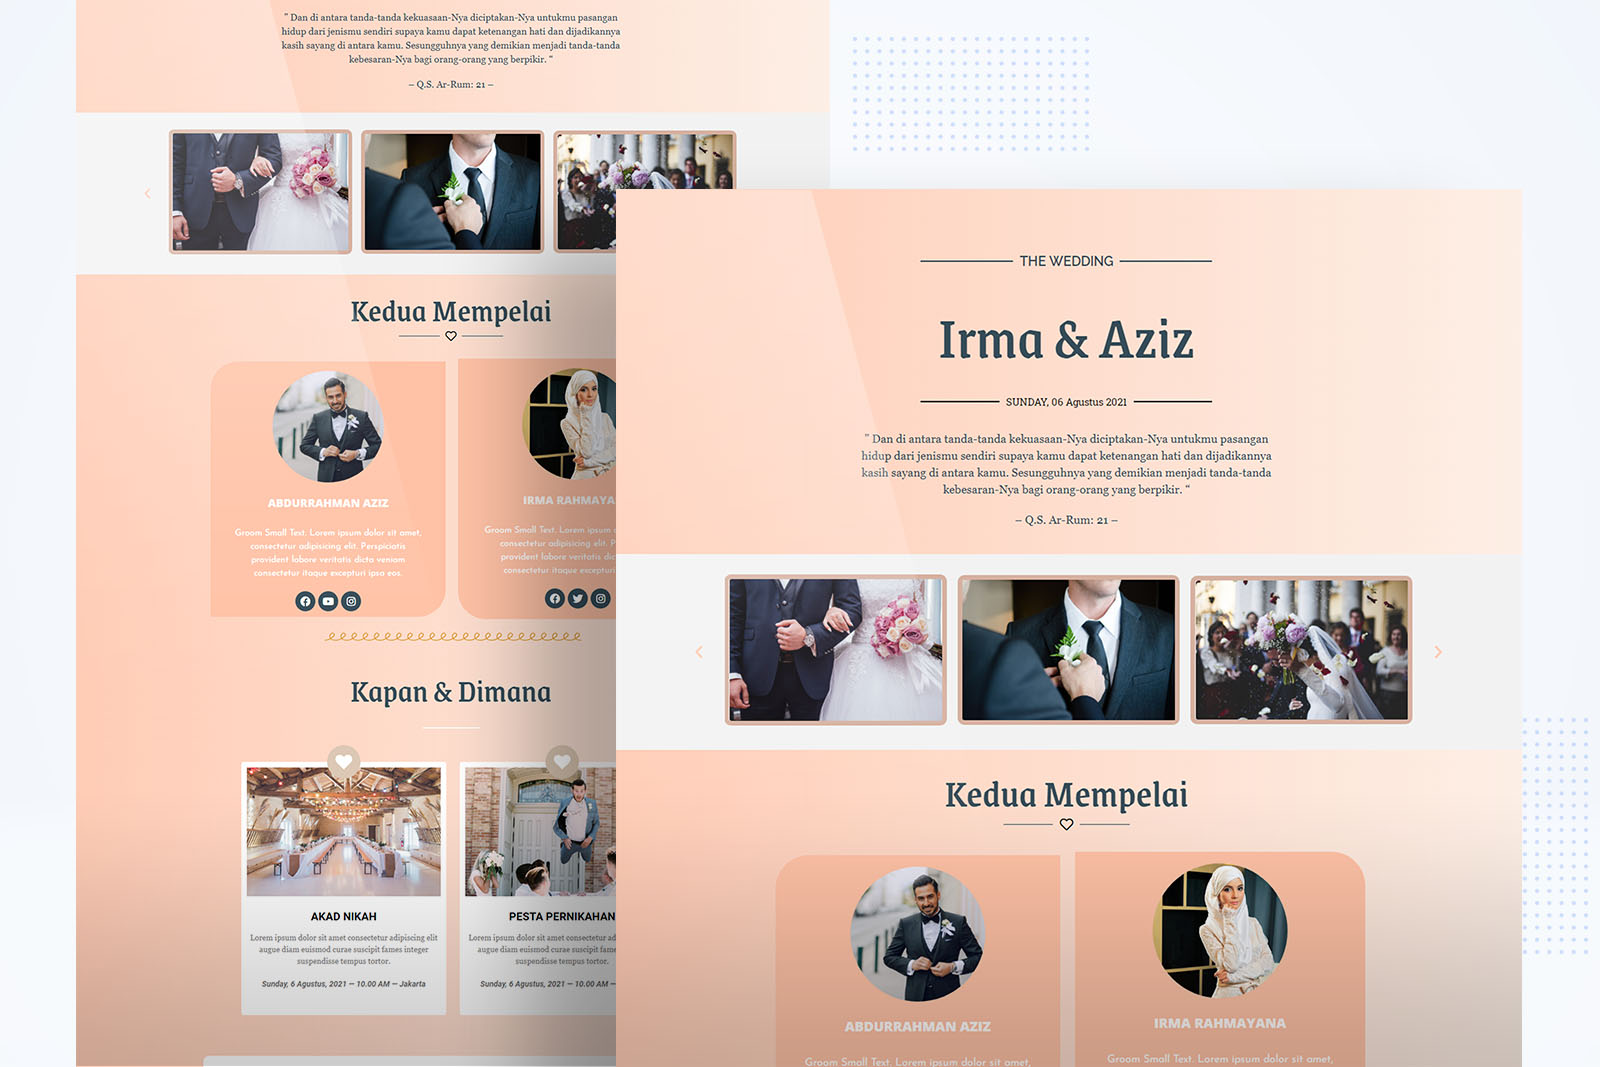 " Dan di antara tanda-tanda kekuasaan-Nya diciptakan-Nya untukmu pasangan
hidup dari jenismu sendiri supaya kamu dapat ketenangan hati dan dijadikannya
kasih sayang di antara kamu. Sesungguhnya yang demikian menjadi tanda-tanda
kebesaran-Nya bagi orang-orang yang berpikir. “
– Q.S. Ar-Rum: 21 –
Kedua Mempelai
ABDURRAHMAN AZIZ
Groom Small Text. Lorem ipsum dolor sit amet,
consectetur adipisicing elit. Perspiciatis
provident labore veritatis dicta veniam
consectetur itaque excepturi ipsa eos.
IRMA RAHMAYA
Groom Small Text. Lorem ipsum
consectetur adipisicing elit. P
provident labore veritatis dic
consectetur itaque excepturi
Kapan & Dimana
AKAD NIKAH
Lorem ipsum dolor sit amet consectetur adipiscing elit
augue diam euismod curae suscipit fames integer
suspendisse tempus tortor.
Sunday, 6 Agustus, 2021 – 10.00 AM – Jakarta
PESTA PERNIKAHAN
Lorem ipsum dolor sit amet consectetur ad
augue diam euismod curae suscipit fames
suspendisse tempus tortor.
Sunday, 6 Agustus, 2021 – 10.00 AM –
THE WEDDING
Irma & Aziz
SUNDAY, 06 Agustus 2021
" Dan di antara tanda-tanda kekuasaan-Nya diciptakan-Nya untukmu pasangan
hidup dari jenismu sendiri supaya kamu dapat ketenangan hati dan dijadikannya
kasih sayang di antara kamu. Sesungguhnya yang demikian menjadi tanda-tanda
kebesaran-Nya bagi orang-orang yang berpikir. “
– Q.S. Ar-Rum: 21 –
Kedua Mempelai
ABDURRAHMAN AZIZ
Groom Small Text. Lorem ipsum dolor sit amet,
IRMA RAHMAYANA
Groom Small Text. Lorem ipsum dolor sit amet,